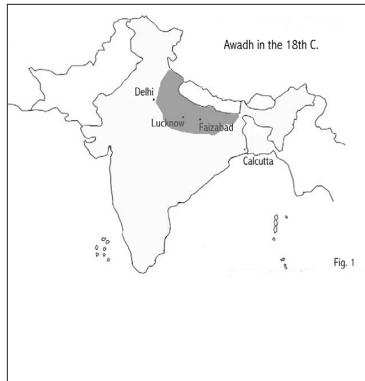 Awadh in the 18th C.
Delhi
Lucknow
Faizabad
Calcutta
Fig. 1